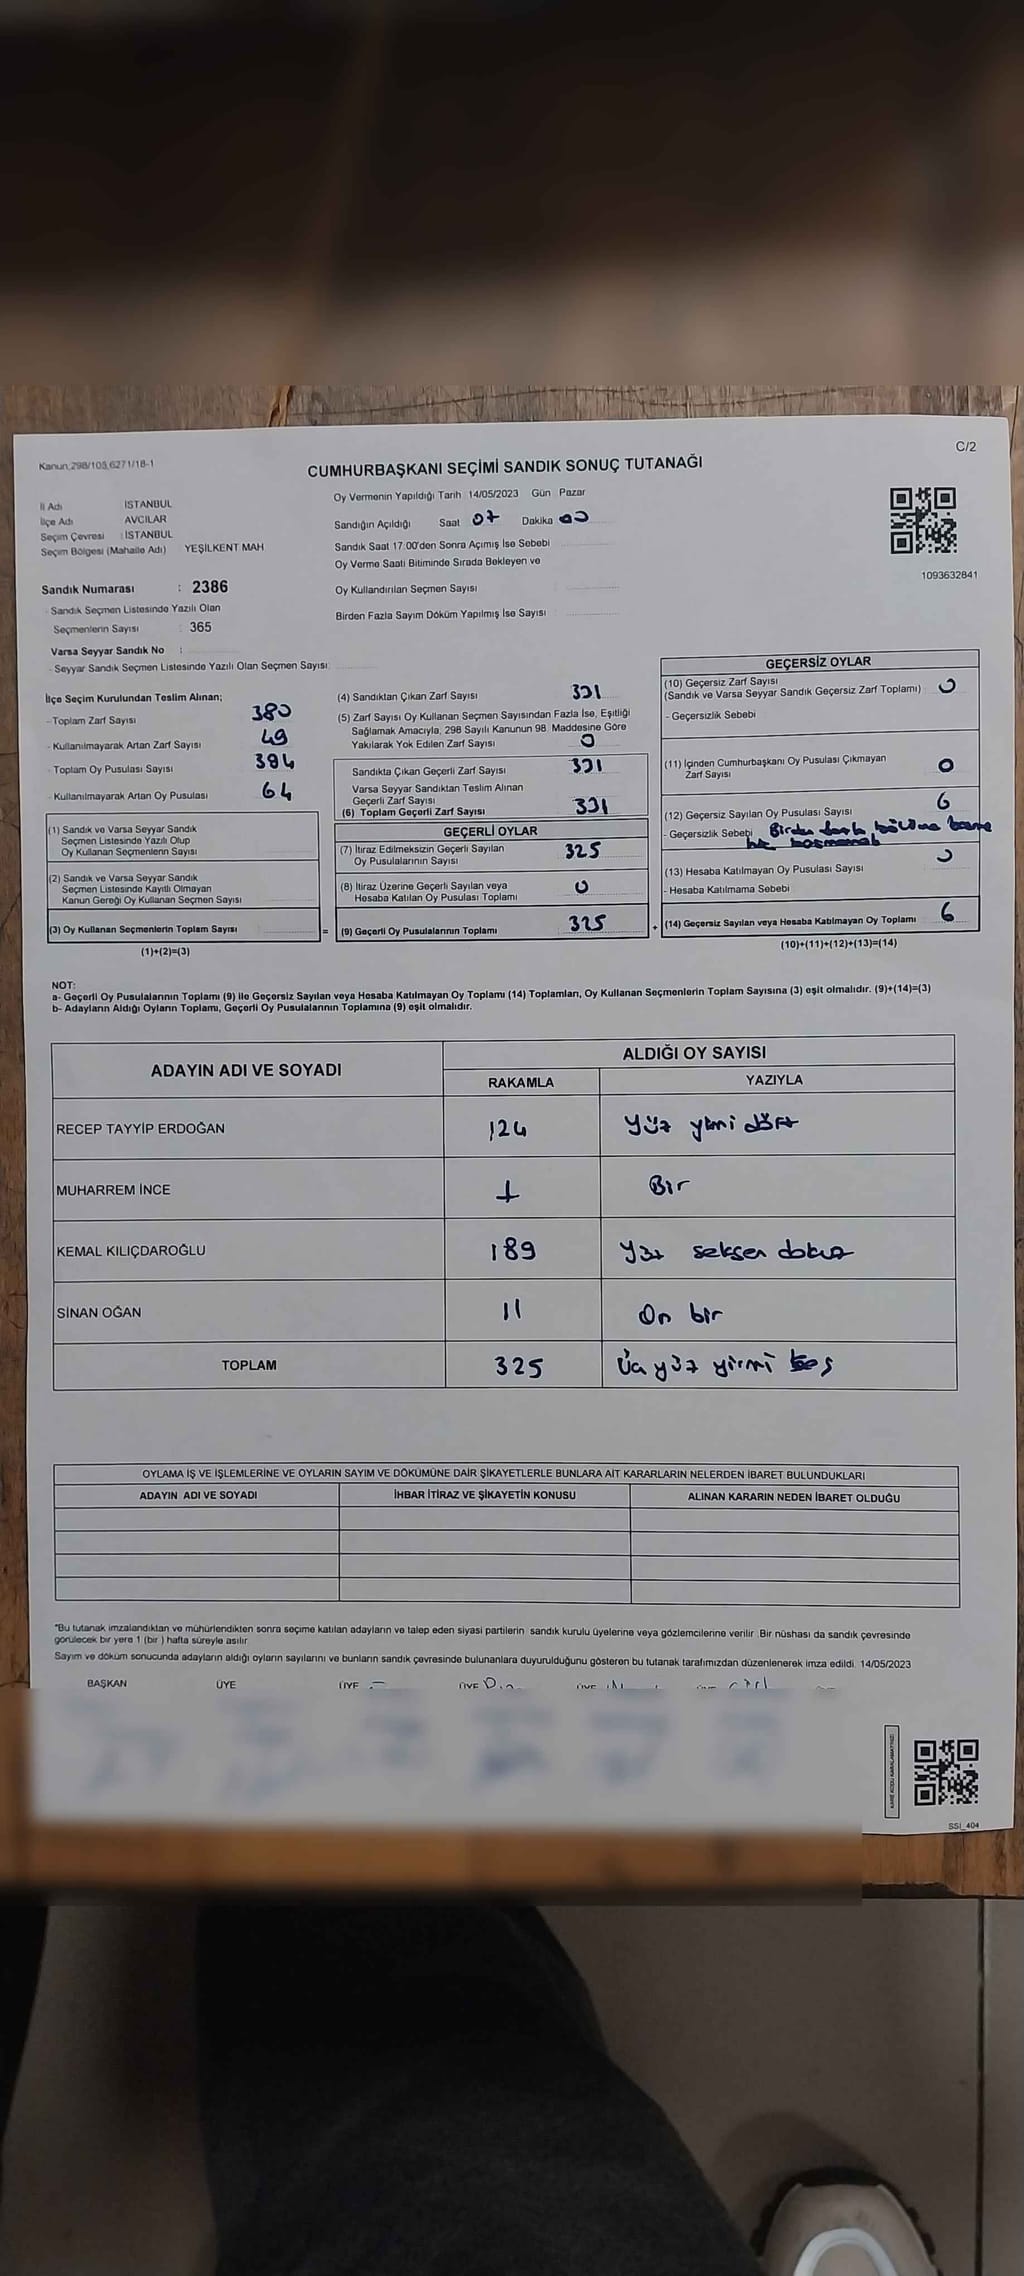 Kanun;298/105,6271/18-1
C/2
CUMHURBAŞKANI SEÇİMİ SANDIK SONUÇ TUTANAĞI
İl Adı İSTANBUL
İlçe Adı AVCILAR
Seçim Çevresi : İSTANBUL
Seçim Bölgesi (Mahalle Adı) YEŞİLKENT MAH
Oy Vermenin Yapıldığı Tarih 14/05/2023 Gün Pazar
Sandığın Açıldığı Saat 07 Dakika 00
Sandık Saat 17:00'den Sonra Açımış İse Sebebi
Oy Verme Saati Bitiminde Sırada Bekleyen ve
Oy Kullandırılan Seçmen Sayısı
Birden Fazla Sayım Döküm Yapılmış İse Sayısı
1093632841
Sandık Numarası : 2386
- Sandık Seçmen Listesinde Yazılı Olan
Seçmenlerin Sayısı : 365
Varsa Seyyar Sandık No :
- Seyyar Sandık Seçmen Listesinde Yazılı Olan Seçmen Sayısı:
İlçe Seçim Kurulundan Teslim Alınan;
- Toplam Zarf Sayısı 380
- Kullanılmayarak Artan Zarf Sayısı 49
- Toplam Oy Pusulası Sayısı 394
- Kullanılmayarak Artan Oy Pusulası 64
(1) Sandık ve Varsa Seyyar Sandık
Seçmen Listesinde Yazılı Olup
Oy Kullanan Seçmenlerin Sayısı
(2) Sandık ve Varsa Seyyar Sandık
Seçmen Listesinde Kayıtlı Olmayan
Kanun Gereği Oy Kullanan Seçmen Sayısı
(3) Oy Kullanan Seçmenlerin Toplam Sayısı =
(1)+(2)=(3)
(4) Sandıktan Çıkan Zarf Sayısı 331
(5) Zarf Sayısı Oy Kullanan Seçmen Sayısından Fazla İse, Eşitliği
Sağlamak Amacıyla, 298 Sayılı Kanunun 98. Maddesine Göre
Yakılarak Yok Edilen Zarf Sayısı 0
Sandıkta Çıkan Geçerli Zarf Sayısı 331
Varsa Seyyar Sandıktan Teslim Alınan
Geçerli Zarf Sayısı
(6) Toplam Geçerli Zarf Sayısı 331
GEÇERLİ OYLAR
(7) İtiraz Edilmeksizin Geçerli Sayılan
Oy Pusulalarının Sayısı 325
(8) İtiraz Üzerine Geçerli Sayılan veya
Hesaba Katılan Oy Pusulası Toplamı 0
(9) Geçerli Oy Pusulalarının Toplamı 325 +
GEÇERSİZ OYLAR
(10) Geçersiz Zarf Sayısı
(Sandık ve Varsa Seyyar Sandık Geçersiz Zarf Toplamı) 0
- Geçersizlik Sebebi
(11) İçinden Cumhurbaşkanı Oy Pusulası Çıkmayan
Zarf Sayısı 0
(12) Geçersiz Sayılan Oy Pusulası Sayısı 6
- Geçersizlik Sebebi Birden fazla bölüme basma
(13) Hesaba Katılmayan Oy Pusulası Sayısı 0
- Hesaba Katılmama Sebebi
(14) Geçersiz Sayılan veya Hesaba Katılmayan Oy Toplamı 6
(10)+(11)+(12)+(13)=(14)
NOT:
a- Geçerli Oy Pusulalarının Toplamı (9) ile Geçersiz Sayılan veya Hesaba Katılmayan Oy Toplamı (14) Toplamları, Oy Kullanan Seçmenlerin Toplam Sayısına (3) eşit olmalıdır. (9)+(14)=(3)
b- Adayların Aldığı Oyların Toplamı, Geçerli Oy Pusulalarının Toplamına (9) eşit olmalıdır.
ADAYIN ADI VE SOYADI ALDIĞI OY SAYISI
RAKAMLA YAZIYLA
RECEP TAYYİP ERDOĞAN 124 Yüz yirmi dört
MUHARREM İNCE 1 Bir
KEMAL KILIÇDAROĞLU 189 Yüz seksen dokuz
SİNAN OĞAN 11 On bir
TOPLAM 325 Üç yüz yirmi beş
OYLAMA İŞ VE İŞLEMLERİNE VE OYLARIN SAYIM VE DÖKÜMÜNE DAİR ŞİKAYETLERLE BUNLARA AİT KARARLARIN NELERDEN İBARET BULUNDUKLARI
ADAYIN ADI VE SOYADI İHBAR İTİRAZ VE ŞİKAYETİN KONUSU ALINAN KARARIN NEDEN İBARET OLDUĞU
*Bu tutanak imzalandıktan ve mühürlendikten sonra seçime katılan adayların ve talep eden siyasi partilerin sandık kurulu üyelerine veya gözlemcilerine verilir. Bir nüshası da sandık çevresinde
görülecek bir yere 1 (bir ) hafta süreyle asılır.
Sayım ve döküm sonucunda adayların aldığı oyların sayılarını ve bunların sandık çevresinde bulunanlara duyurulduğunu gösteren bu tutanak tarafımızdan düzenlenerek imza edildi. 14/05/2023
BAŞKAN ÜYE ÜYE ÜYE ÜYE ÜYE
KARE KODU KARALAMAYINIZ!
SSI_404